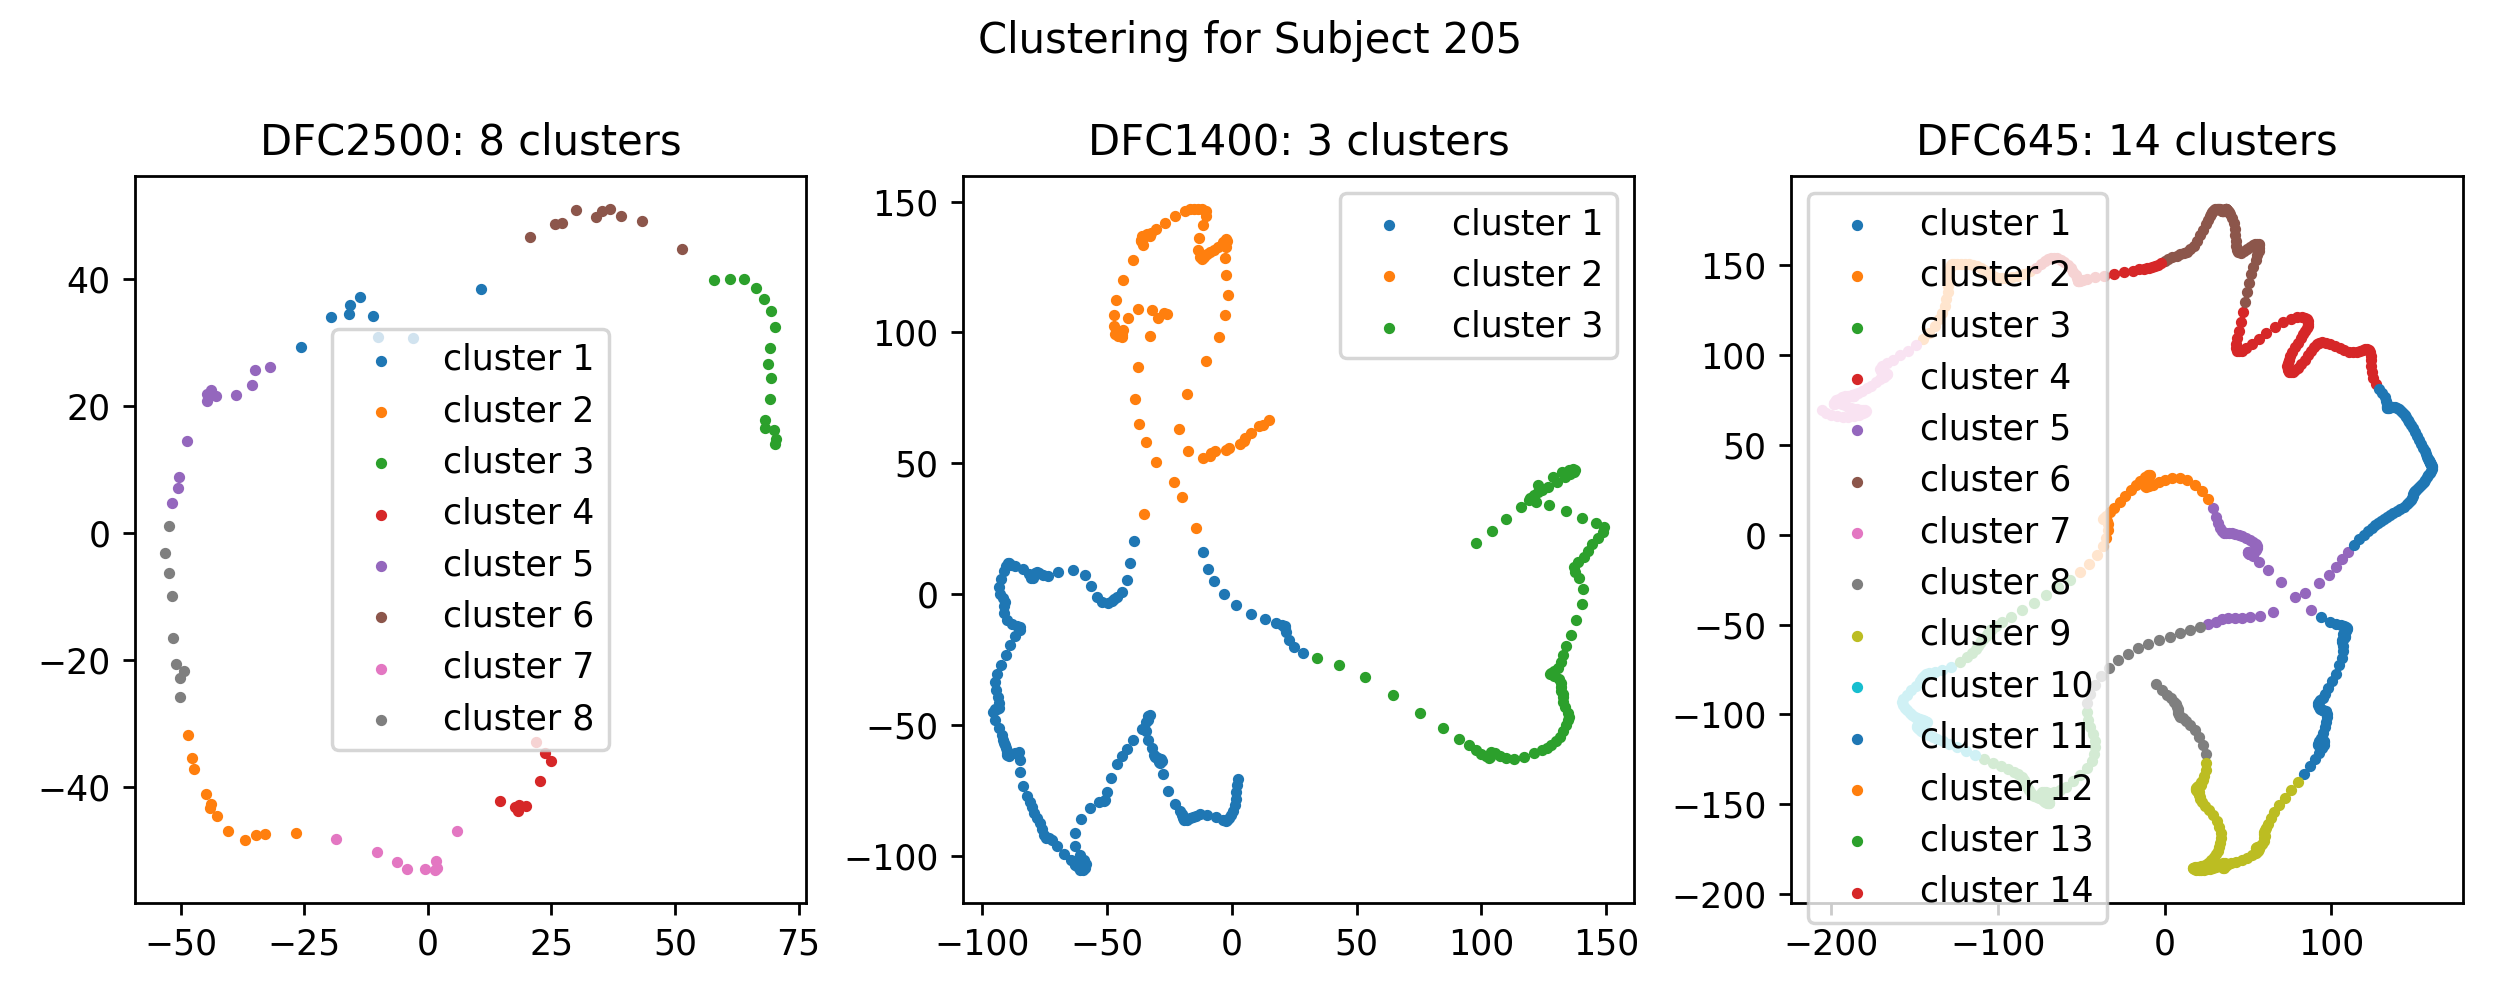 Clustering for Subject 205
DFC2500: 8 clusters
40
20
0
−20
−40
−50
−25
0
25
50
75
cluster 1
cluster 2
cluster 3
cluster 4
cluster 5
cluster 6
cluster 7
cluster 8
DFC1400: 3 clusters
150
100
50
0
−50
−100
−100
−50
0
50
100
150
cluster 1
cluster 2
cluster 3
DFC645: 14 clusters
150
100
50
0
−50
−100
−150
−200
−200
−100
0
100
cluster 1
cluster 2
cluster 3
cluster 4
cluster 5
cluster 6
cluster 7
cluster 8
cluster 9
cluster 10
cluster 11
cluster 12
cluster 13
cluster 14